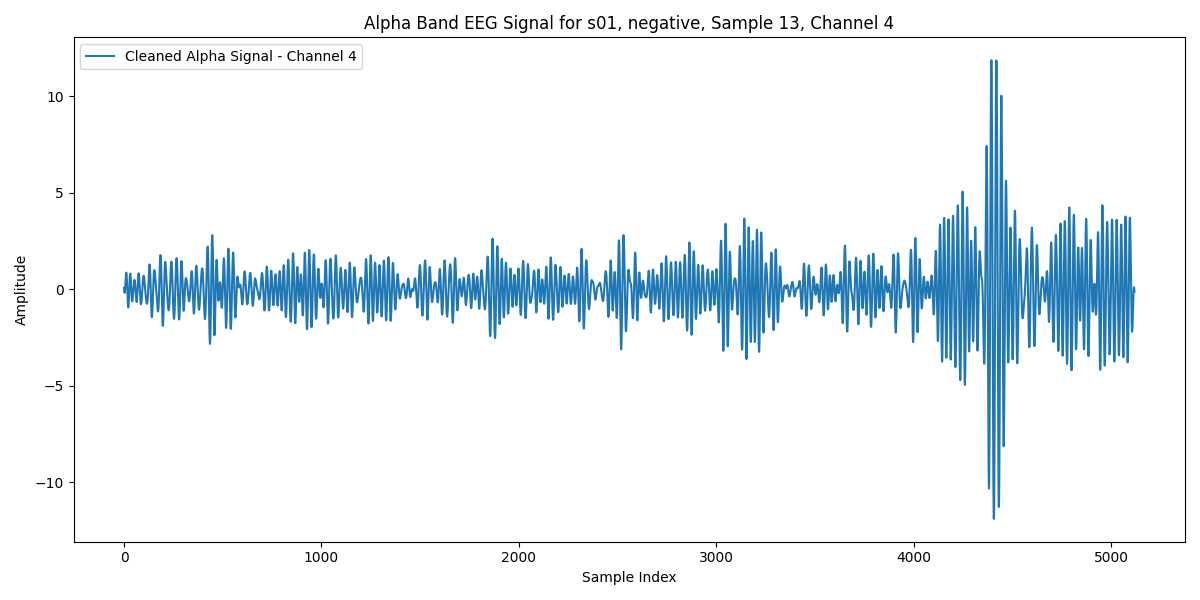 Alpha Band EEG Signal for s01, negative, Sample 13, Channel 4
Cleaned Alpha Signal - Channel 4
Amplitude
10
5
0
−5
−10
0 1000 2000 3000 4000 5000
Sample Index